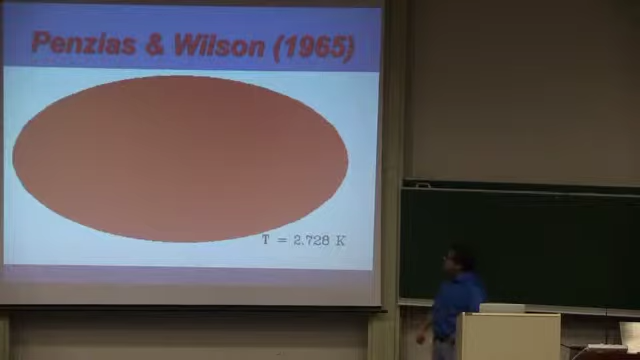 Penzias & Wilson (1965)
T = 2.728 K